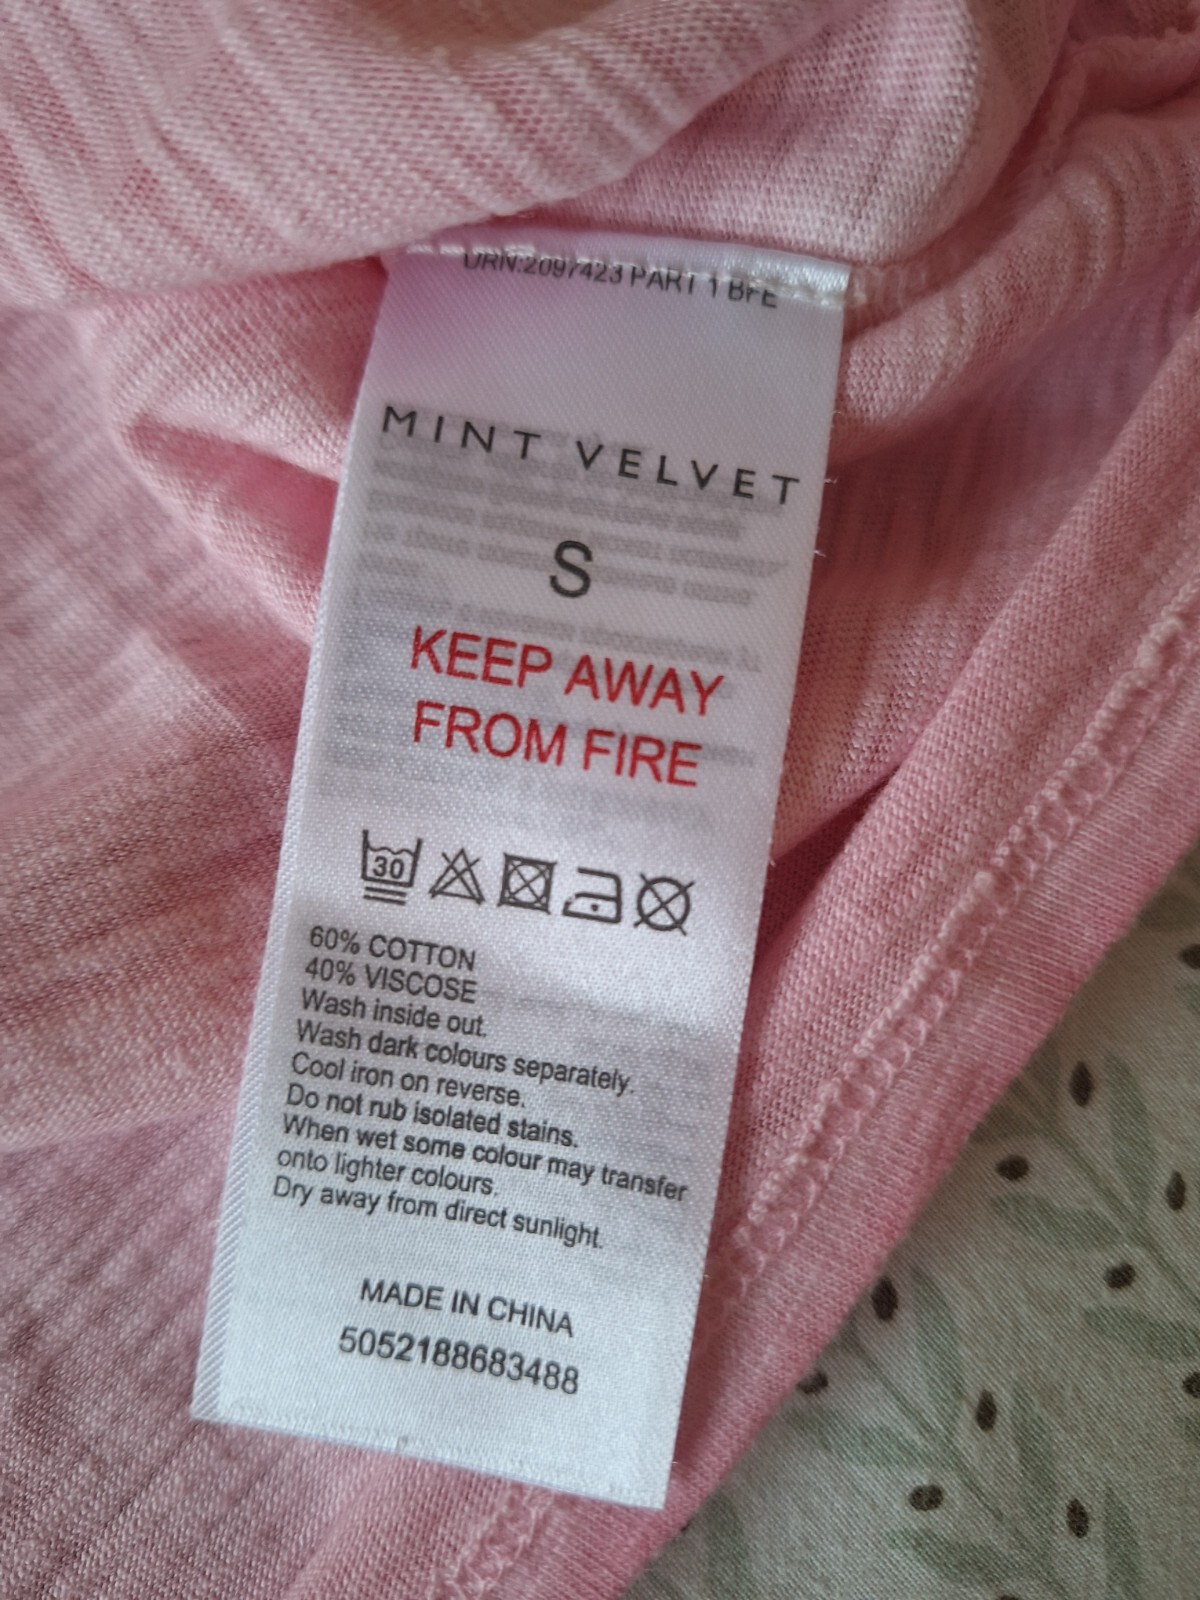 URN:2097423 PART 1 BFE
MINT VELVET
S
KEEP AWAY
FROM FIRE
30
60% COTTON
40% VISCOSE
Wash inside out.
Wash dark colours separately.
Cool iron on reverse.
Do not rub isolated stains.
When wet some colour may transfer
onto lighter colours.
Dry away from direct sunlight.
MADE IN CHINA
5052188683488